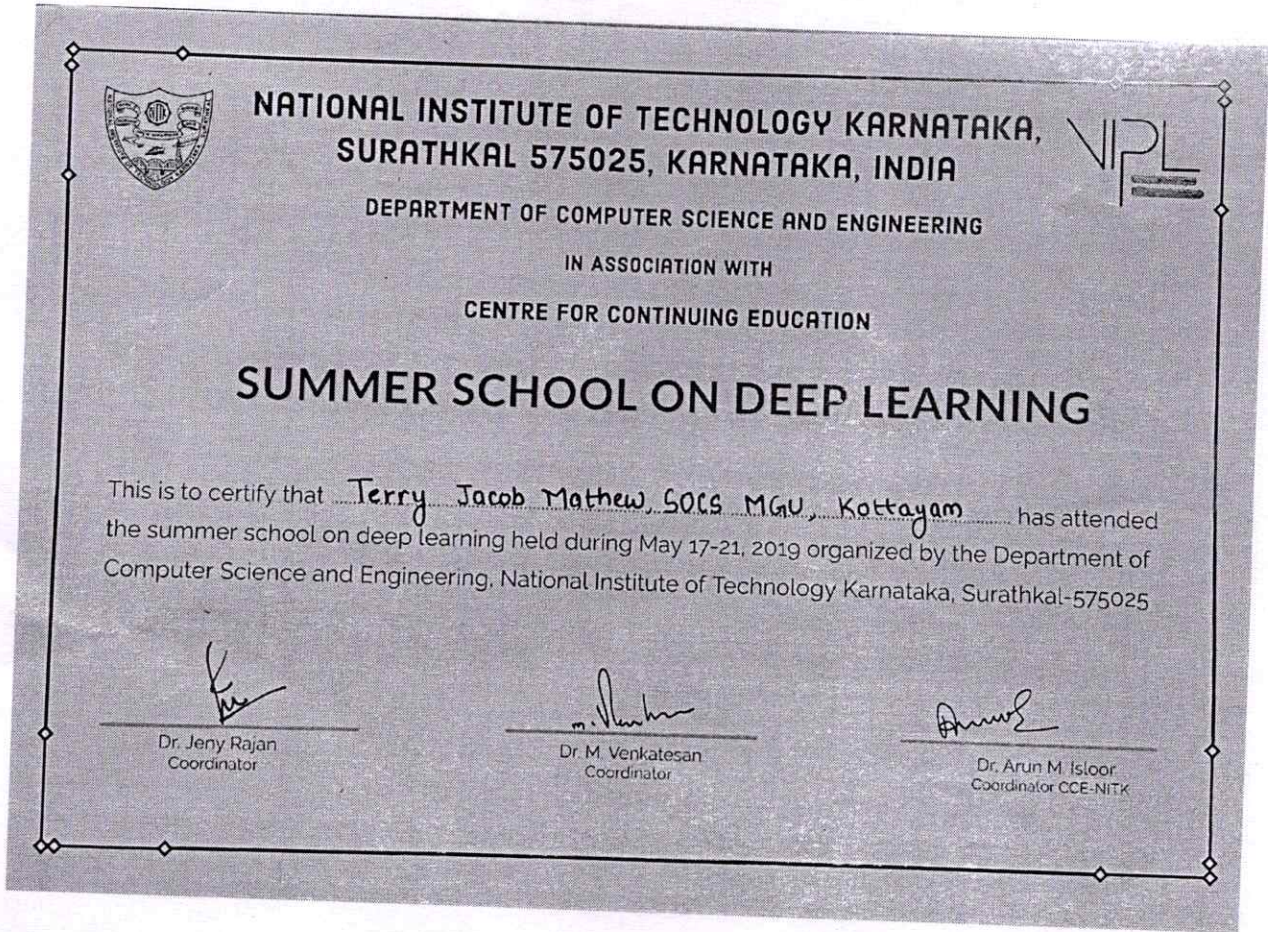 NATIONAL INSTITUTE OF TECHNOLOGY KARNATAKA,
SURATHKAL 575025, KARNATAKA, INDIA
VIPL
DEPARTMENT OF COMPUTER SCIENCE AND ENGINEERING
IN ASSOCIATION WITH
CENTRE FOR CONTINUING EDUCATION
SUMMER SCHOOL ON DEEP LEARNING
This is to certify that Terry Jacob Mathew, SOCS MGU, Kottayam has attended
the summer school on deep learning held during May 17-21, 2019 organized by the Department of
Computer Science and Engineering, National Institute of Technology Karnataka, Surathkal-575025
Dr. Jeny Rajan
Coordinator
Dr. M. Venkatesan
Coordinator
Dr. Arun M. Isloor
Coordinator CCE-NITK